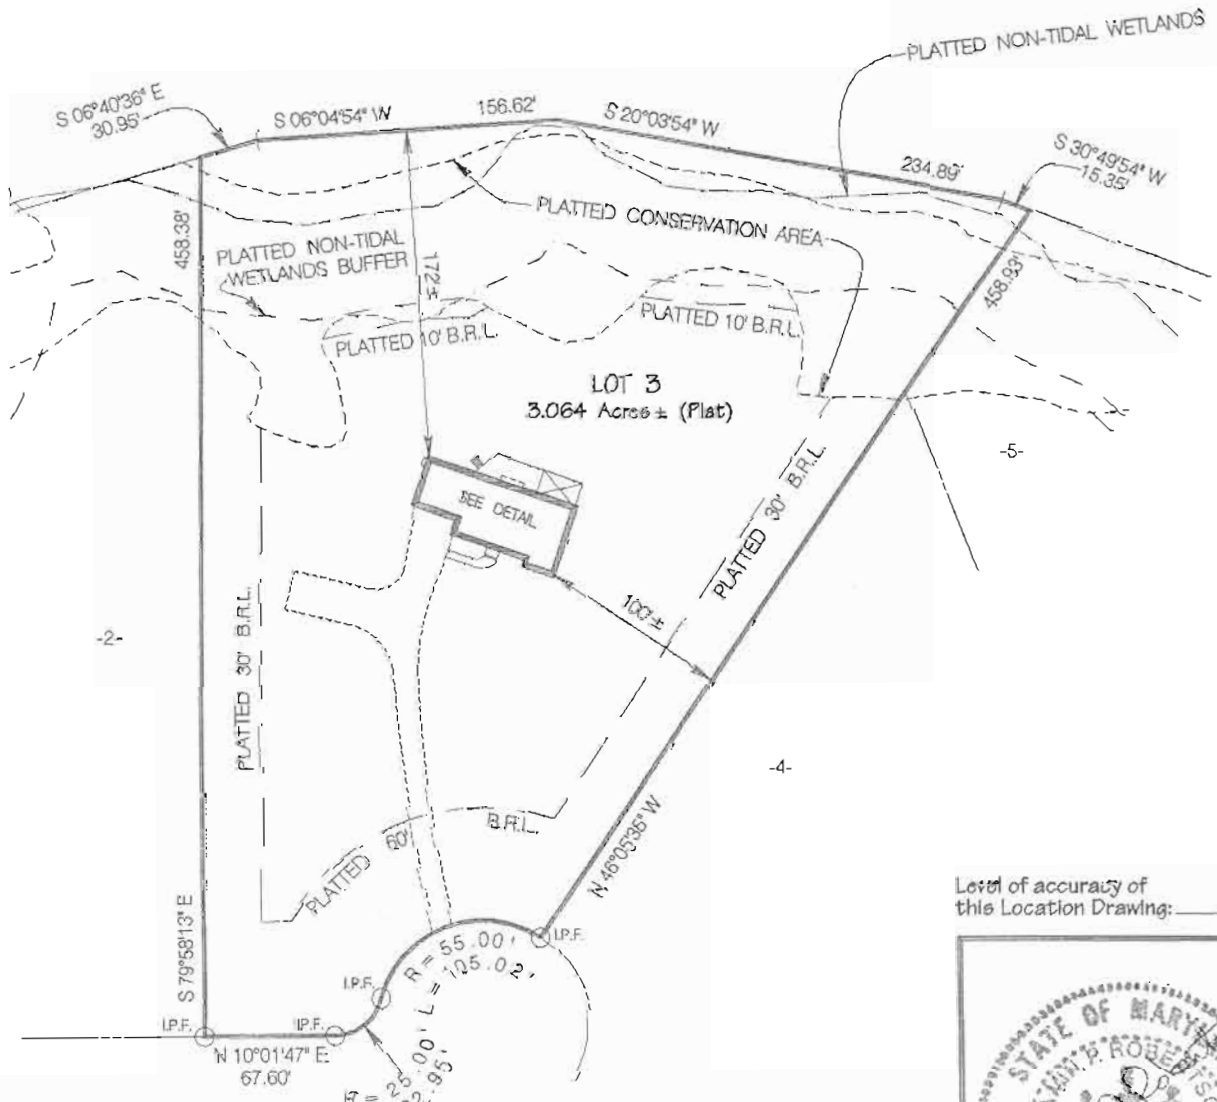 PLATTED NON-TIDAL WETLANDS
S 06°40'36" E
30.95'
S 06°04'54" W
156.62'
S 20°03'54" W
234.89'
S 30°49'54" W
15.35'
458.38'
PLATTED NON-TIDAL
WETLANDS BUFFER
172'±
PLATTED CONSERVATION AREA
458.93'
PLATTED 10' B.R.L.
PLATTED 10' B.R.L.
LOT 3
3.064 Acres ± (Plat)
-5-
SEE DETAIL
PLATTED 30' B.R.L.
100'±
-2-
PLATTED 30' B.R.L.
-4-
PLATTED 60' B.R.L.
N 46°05'36" W
S 79°58'13" E
I.P.F.
R = 55.00'
L = 105.02'
I.P.F.
I.P.F.
I.P.F.
N 10°01'47" E
67.60'
Level of accuracy of
this Location Drawing:
STATE OF